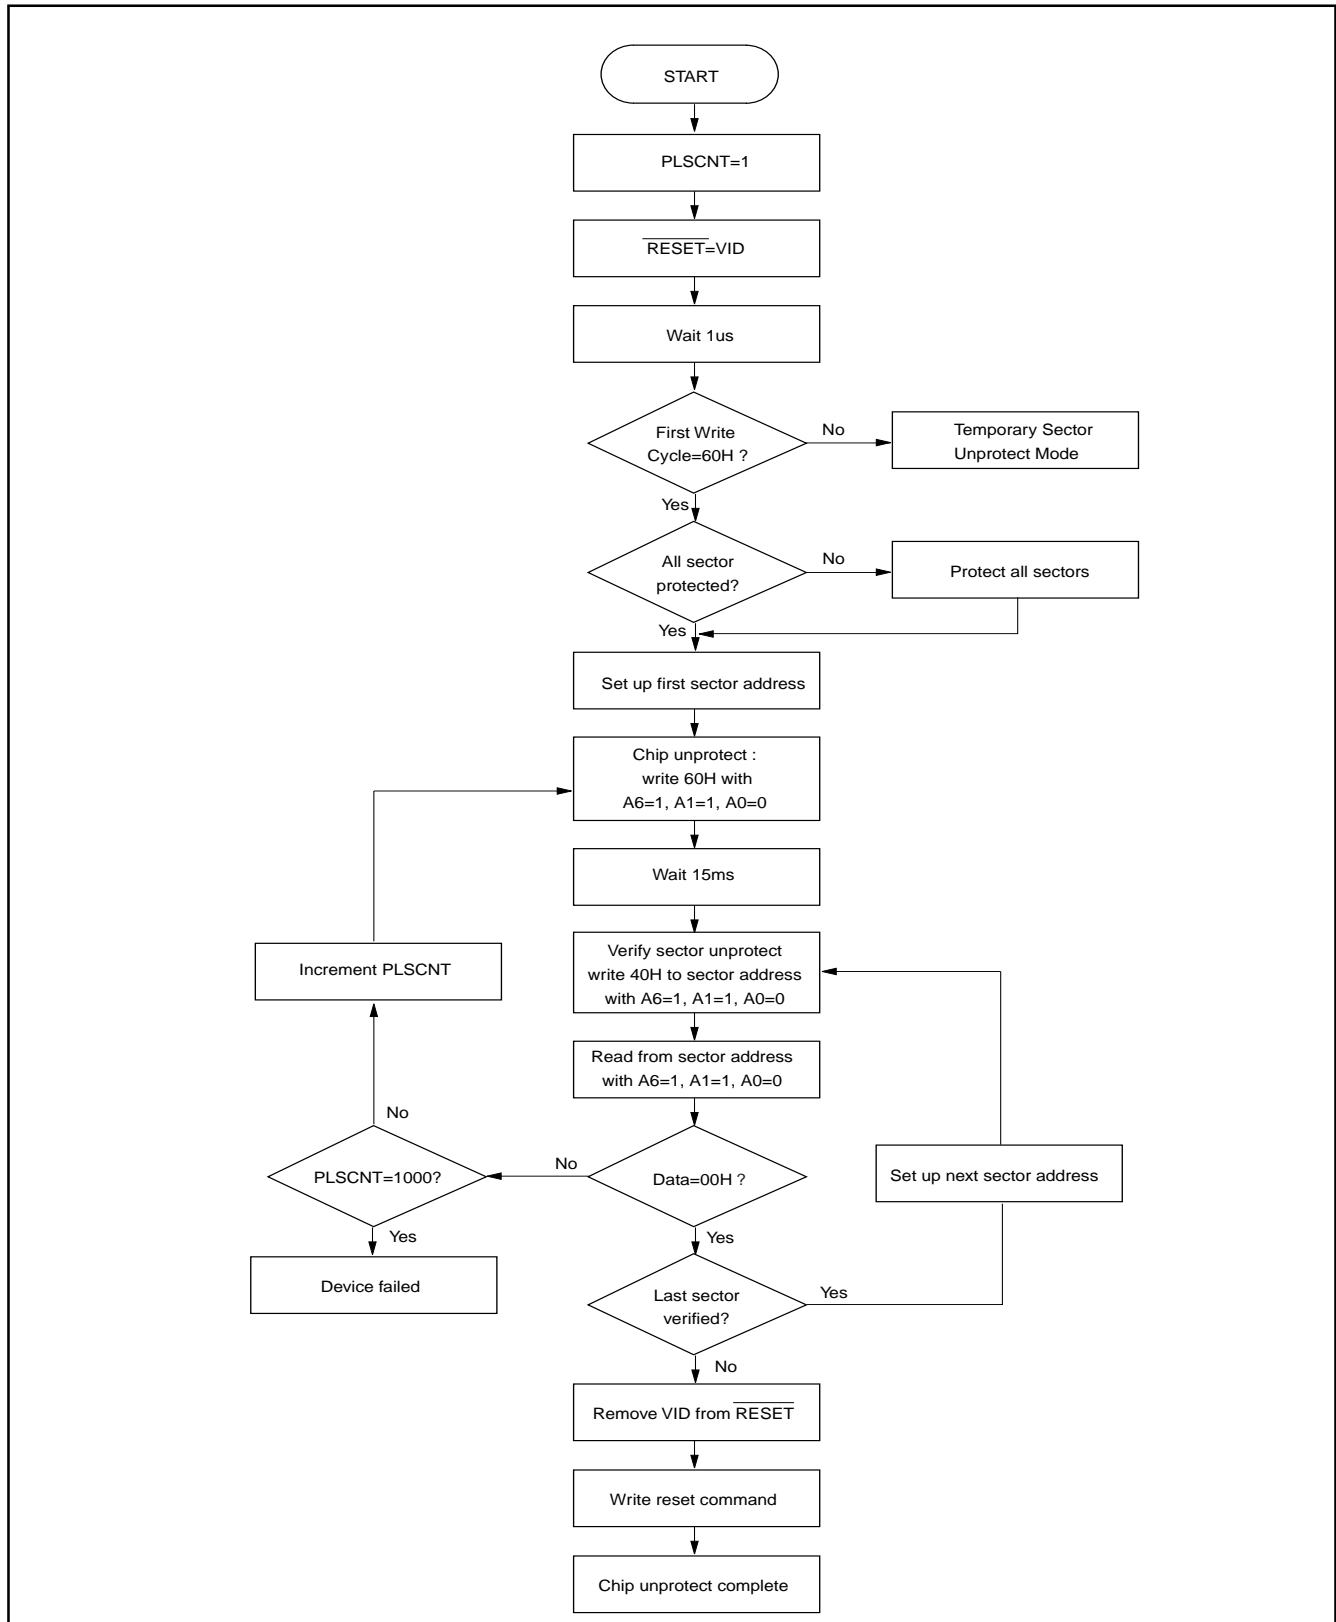 START
PLSCNT=1
RESET=VID
Wait 1us
First Write
Cycle=60H ?
No
Temporary Sector
Unprotect Mode
Yes
All sector
protected?
No
Protect all sectors
Yes
Set up first sector address
Chip unprotect :
write 60H with
A6=1, A1=1, A0=0
Wait 15ms
Increment PLSCNT
Verify sector unprotect
write 40H to sector address
with A6=1, A1=1, A0=0
Read from sector address
with A6=1, A1=1, A0=0
No
PLSCNT=1000?
No
Data=00H ?
Set up next sector address
Yes
Yes
Device failed
Last sector
verified?
Yes
No
Remove VID from RESET
Write reset command
Chip unprotect complete